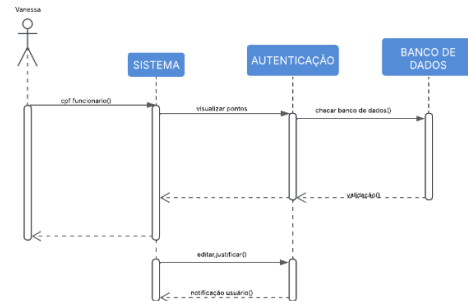 Vanessa
SISTEMA
AUTENTICAÇÃO
BANCO DE
DADOS
cpf funcionario()
visualizar pontos
checar banco de dados()
validação()
editar,justificar()
notificação usuário()